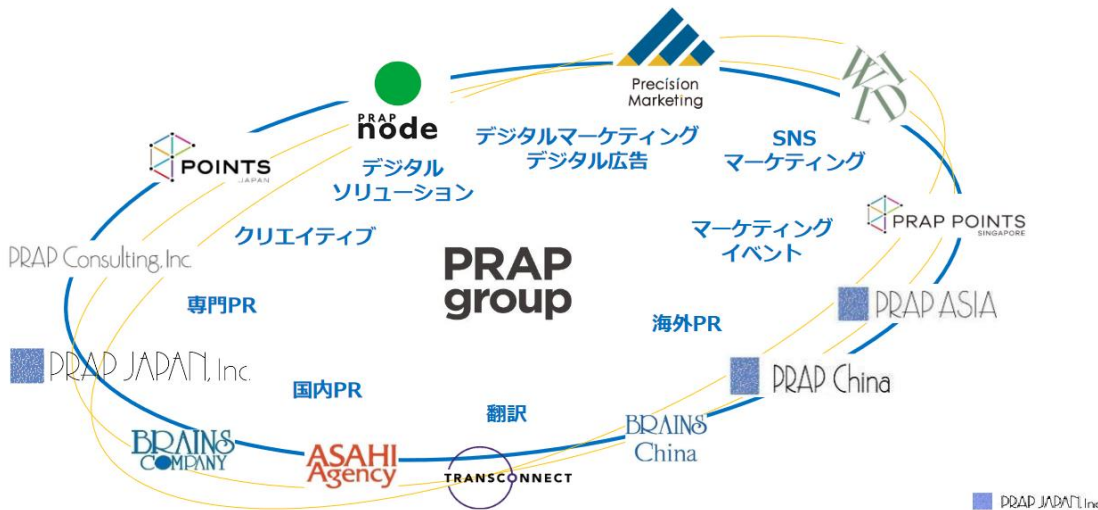 Precision
Marketing
WILD
PRAP
node
デジタルマーケティング
デジタル広告
SNS
マーケティング
POINTS
JAPAN
デジタル
ソリューション
クリエイティブ
マーケティング
イベント
PRAP POINTS
SINGAPORE
PRAP Consulting, Inc.
PRAP
group
専門PR
海外PR
PRAP ASIA
PRAP JAPAN, Inc.
国内PR
翻訳
PRAP China
BRAINS
COMPANY
ASAHI
Agency
TRANSCONNECT
BRAINS
China
PRAP JAPAN, Inc.